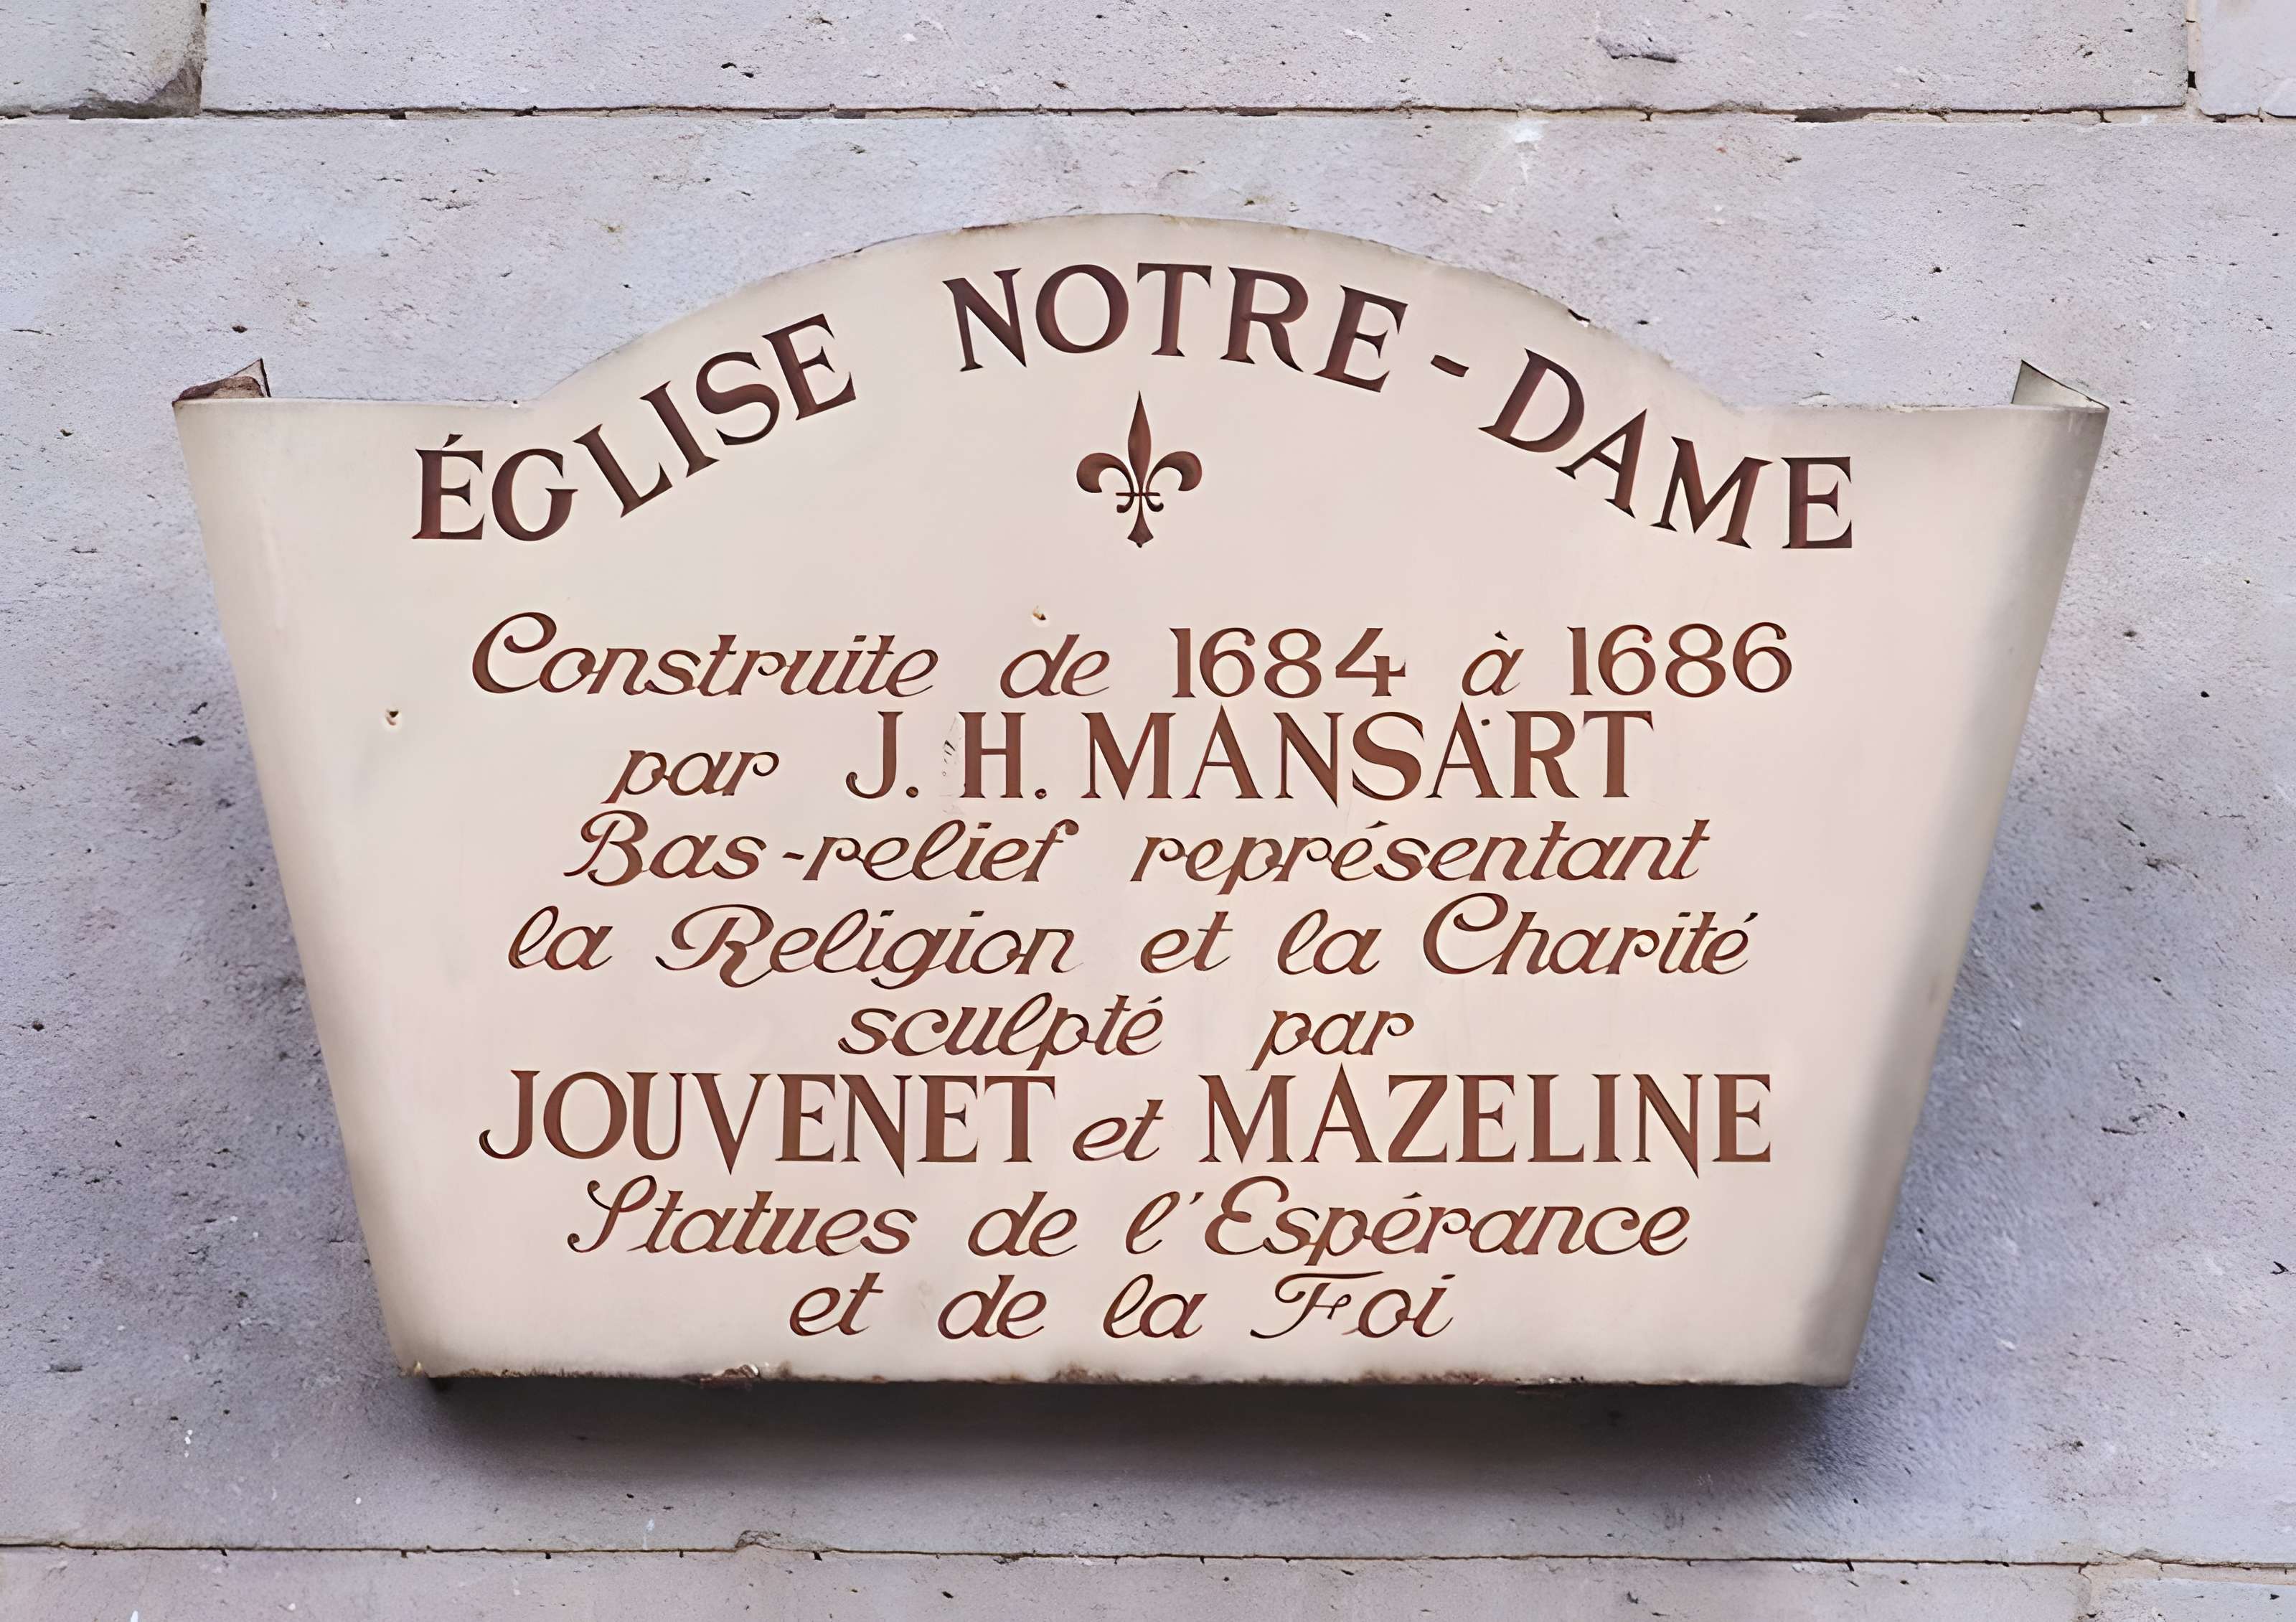 ÉGLISE NOTRE-DAME
Construite de 1684 à 1686
par J. H. MANSART
Bas-relief représentant
la Religion et la Charité
sculpté par
JOUVENET et MAZELINE
Statues de l'Espérance
et de la Foi